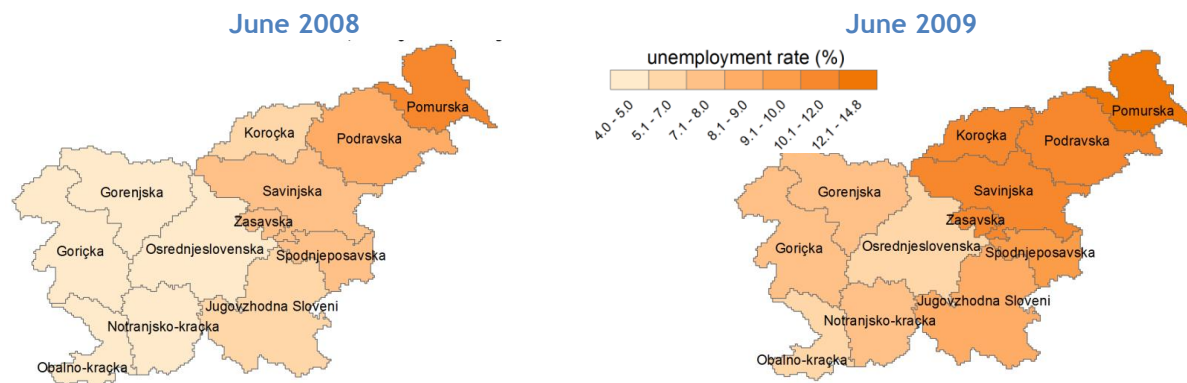 June 2008
Pomurska
Koroçka
Podravska
Gorenjska
Savinjska
Zasavska
Goriçka
Osrednjeslovenska
Spodnjeposavska
Jugovzhodna Sloveni
Notranjsko-kraçka
Obalno-kraçka
June 2009
unemployment rate (%)
4.0 - 5.0
5.1 - 7.0
7.1 - 8.0
8.1 - 9.0
9.1 - 10.0
10.1 - 12.0
12.1 - 14.8
Pomurska
Koroçka
Podravska
Gorenjska
Savinjska
Zasavska
Goriçka
Osrednjeslovenska
Spodnjeposavska
Jugovzhodna Sloveni
Notranjsko-kraçka
Obalno-kraçka